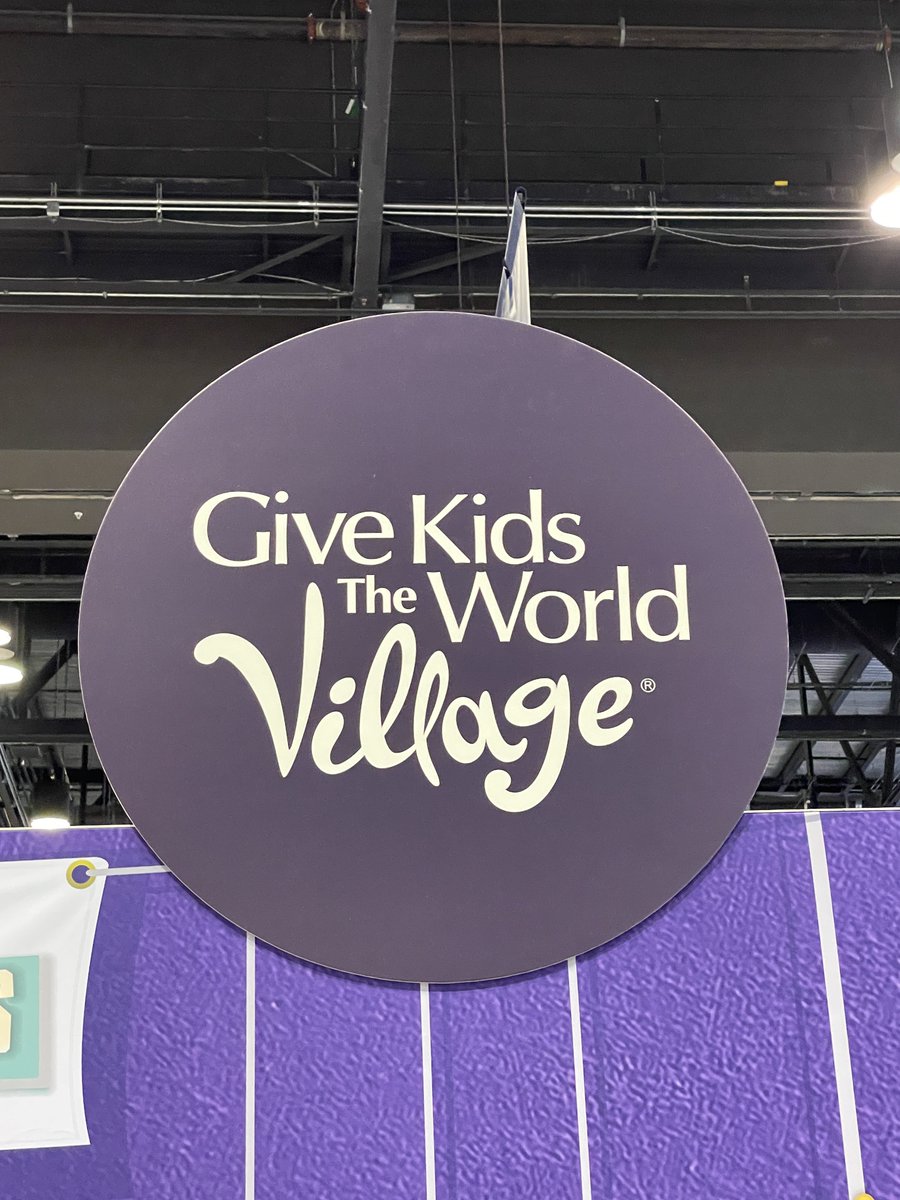 Give Kids
The World
Village®
S